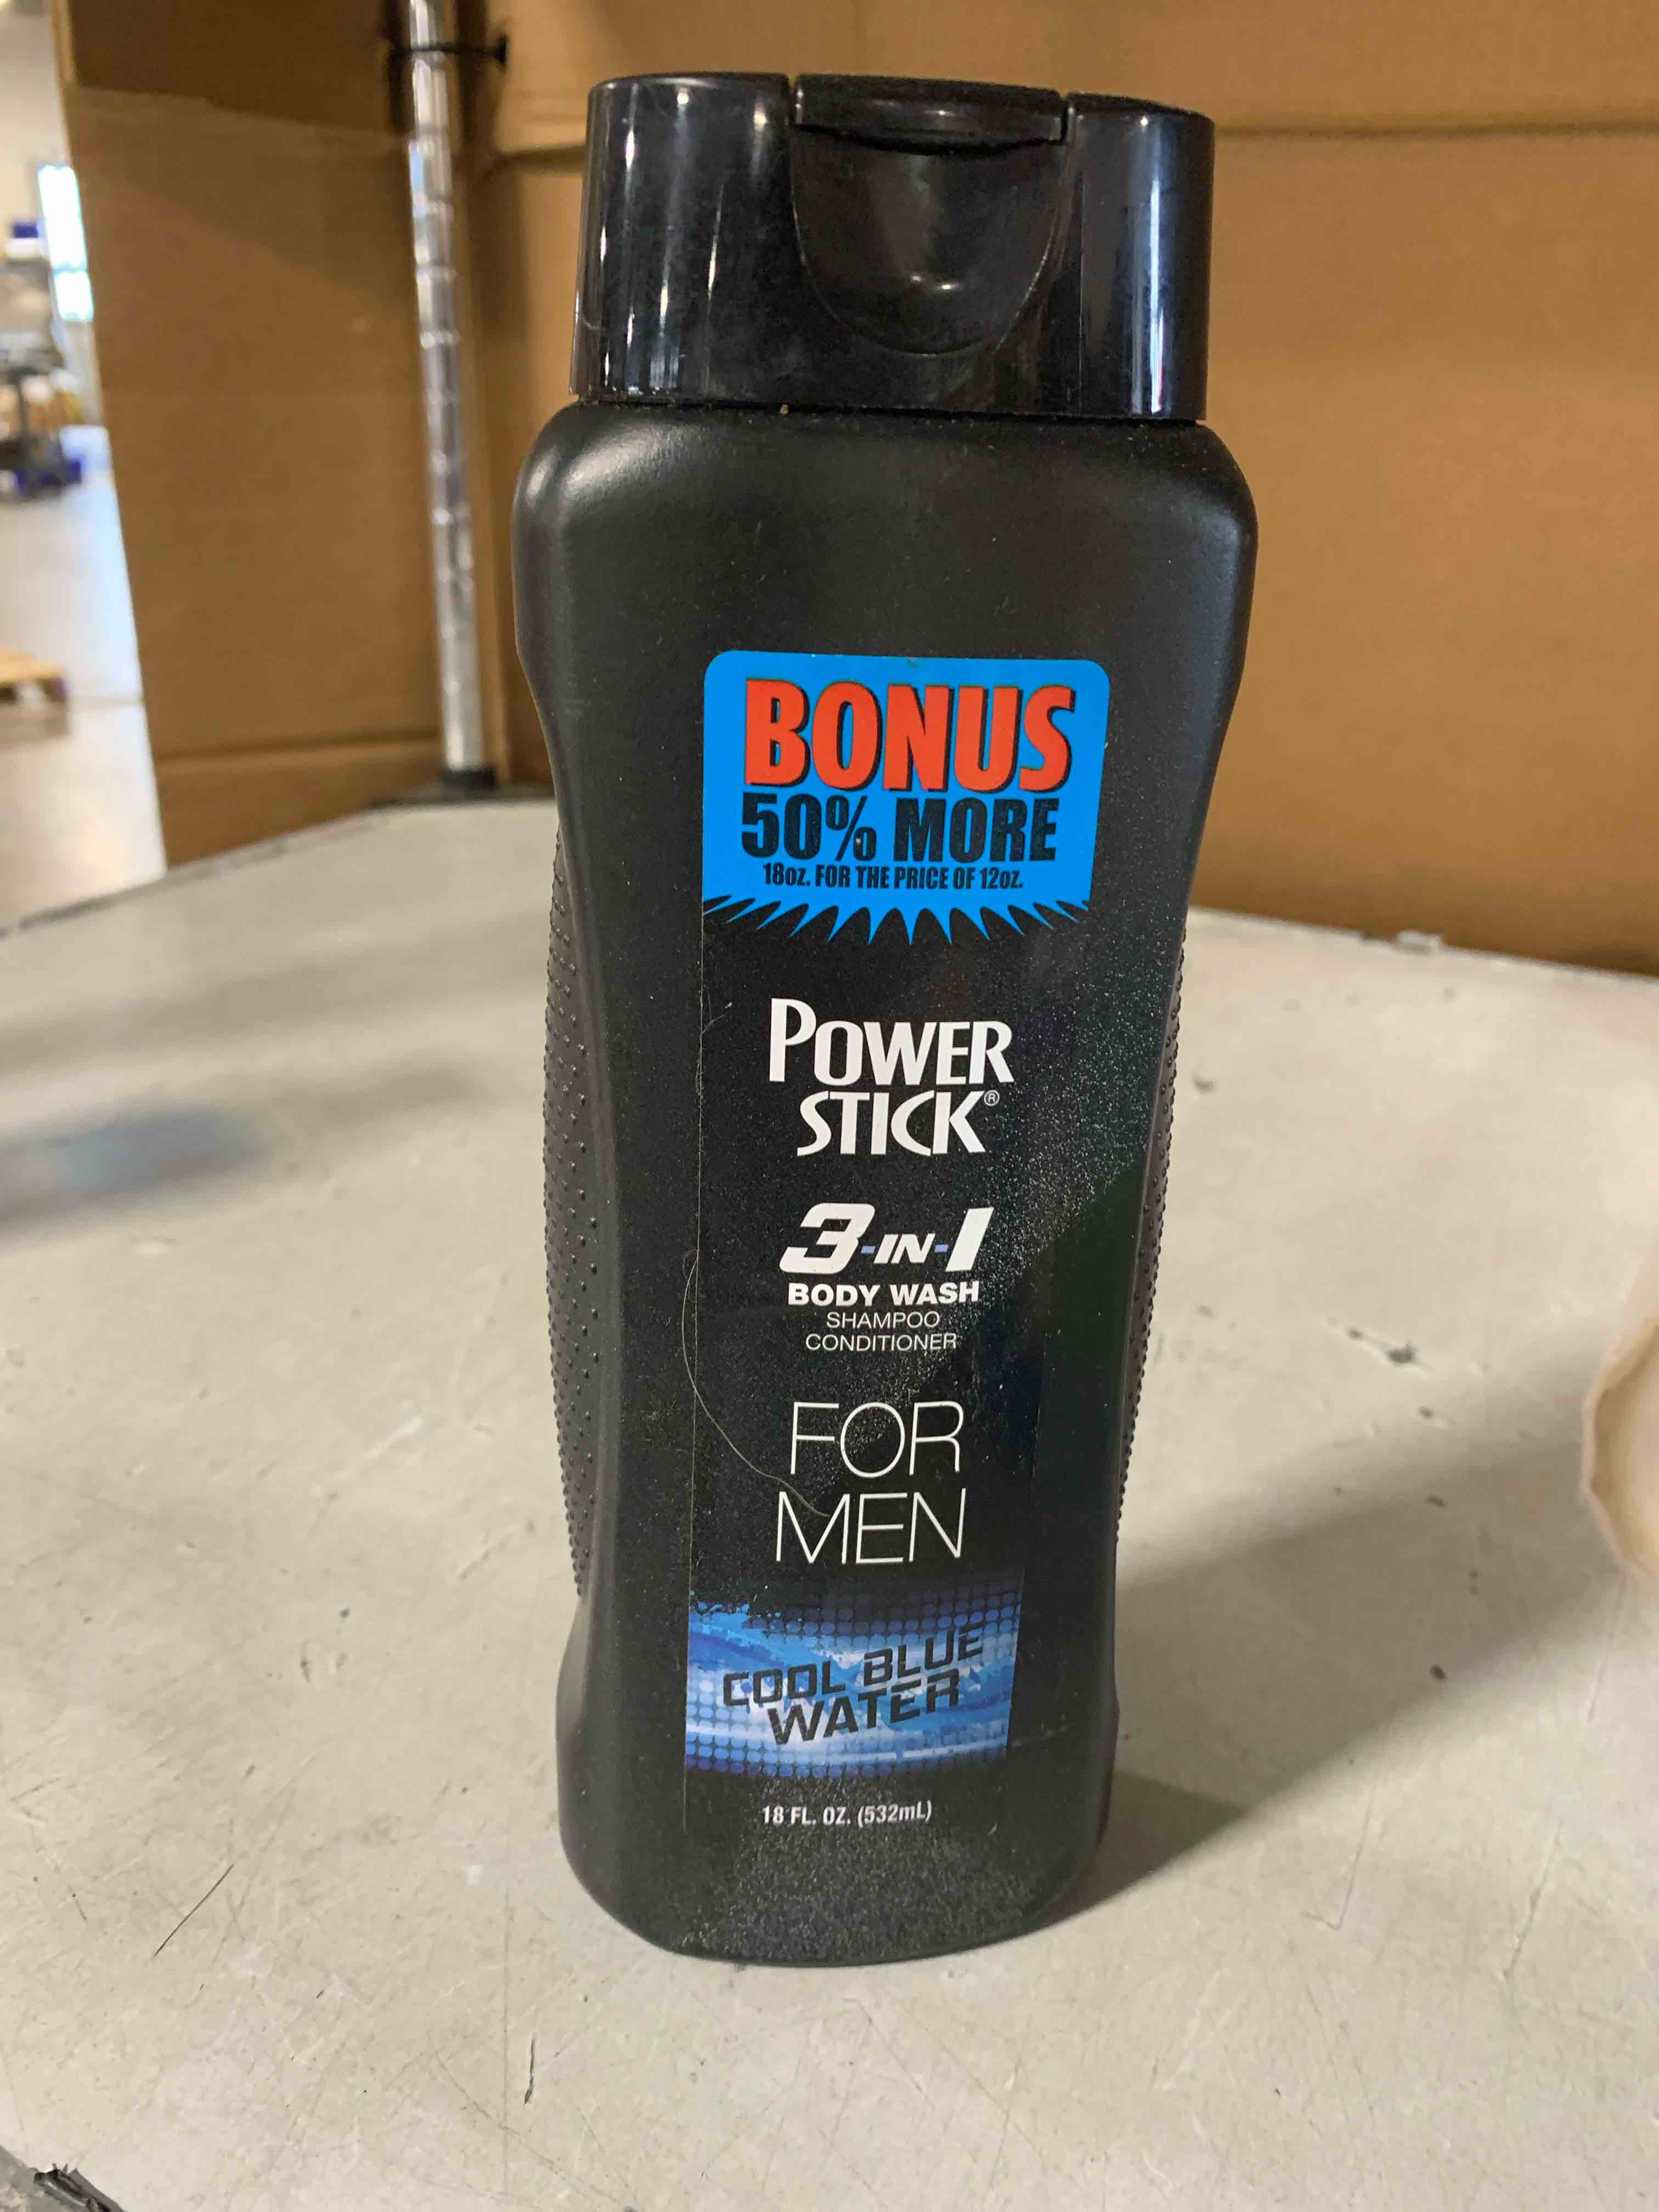 BONUS
50% MORE
18OZ. FOR THE PRICE OF 12OZ.
POWER
STICK®
3-IN-1
BODY WASH
SHAMPOO
CONDITIONER
FOR
MEN
COOL BLUE
WATER
18 FL. OZ. (532mL)